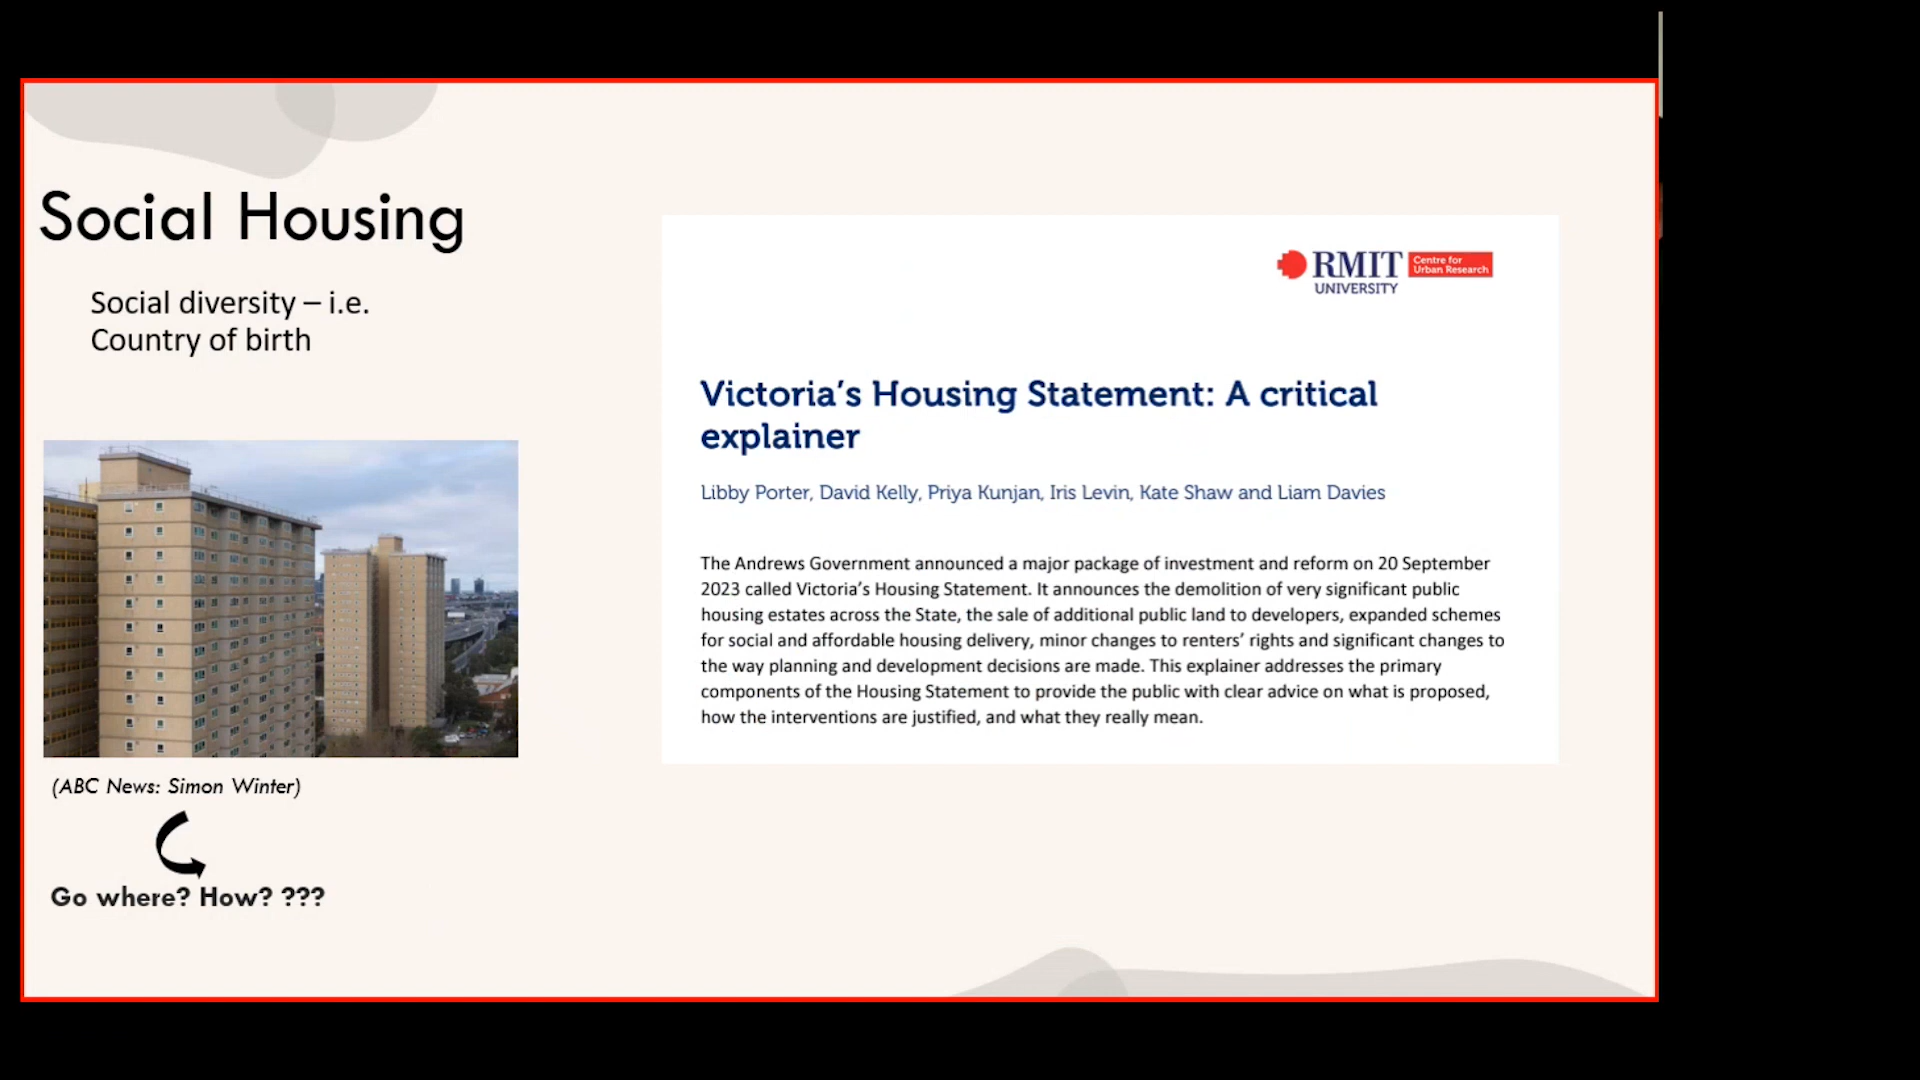 Social Housing
Social diversity – i.e.
Country of birth
(ABC News: Simon Winter)
Go where? How? ???
RMIT
UNIVERSITY
Centre for
Urban Research
Victoria's Housing Statement: A critical
explainer
Libby Porter, David Kelly, Priya Kunjan, Iris Levin, Kate Shaw and Liam Davies
The Andrews Government announced a major package of investment and reform on 20 September
2023 called Victoria's Housing Statement. It announces the demolition of very significant public
housing estates across the State, the sale of additional public land to developers, expanded schemes
for social and affordable housing delivery, minor changes to renters' rights and significant changes to
the way planning and development decisions are made. This explainer addresses the primary
components of the Housing Statement to provide the public with clear advice on what is proposed,
how the interventions are justified, and what they really mean.